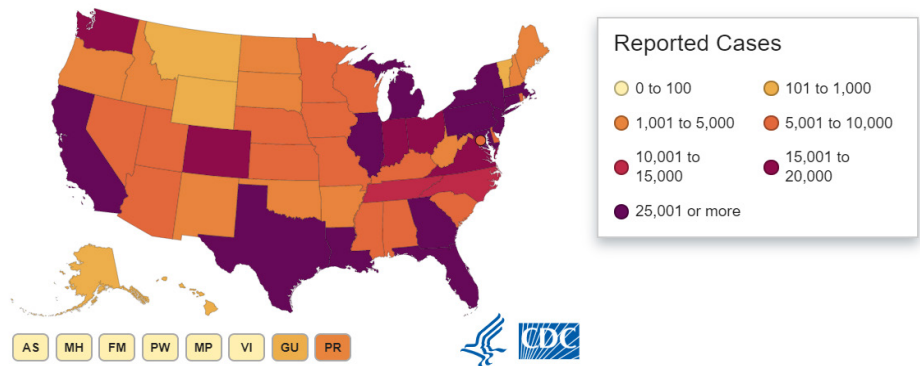 Reported Cases
0 to 100
101 to 1,000
1,001 to 5,000
5,001 to 10,000
10,001 to
15,000
15,001 to
20,000
25,001 or more
AS MH FM PW MP VI GU PR
CDC